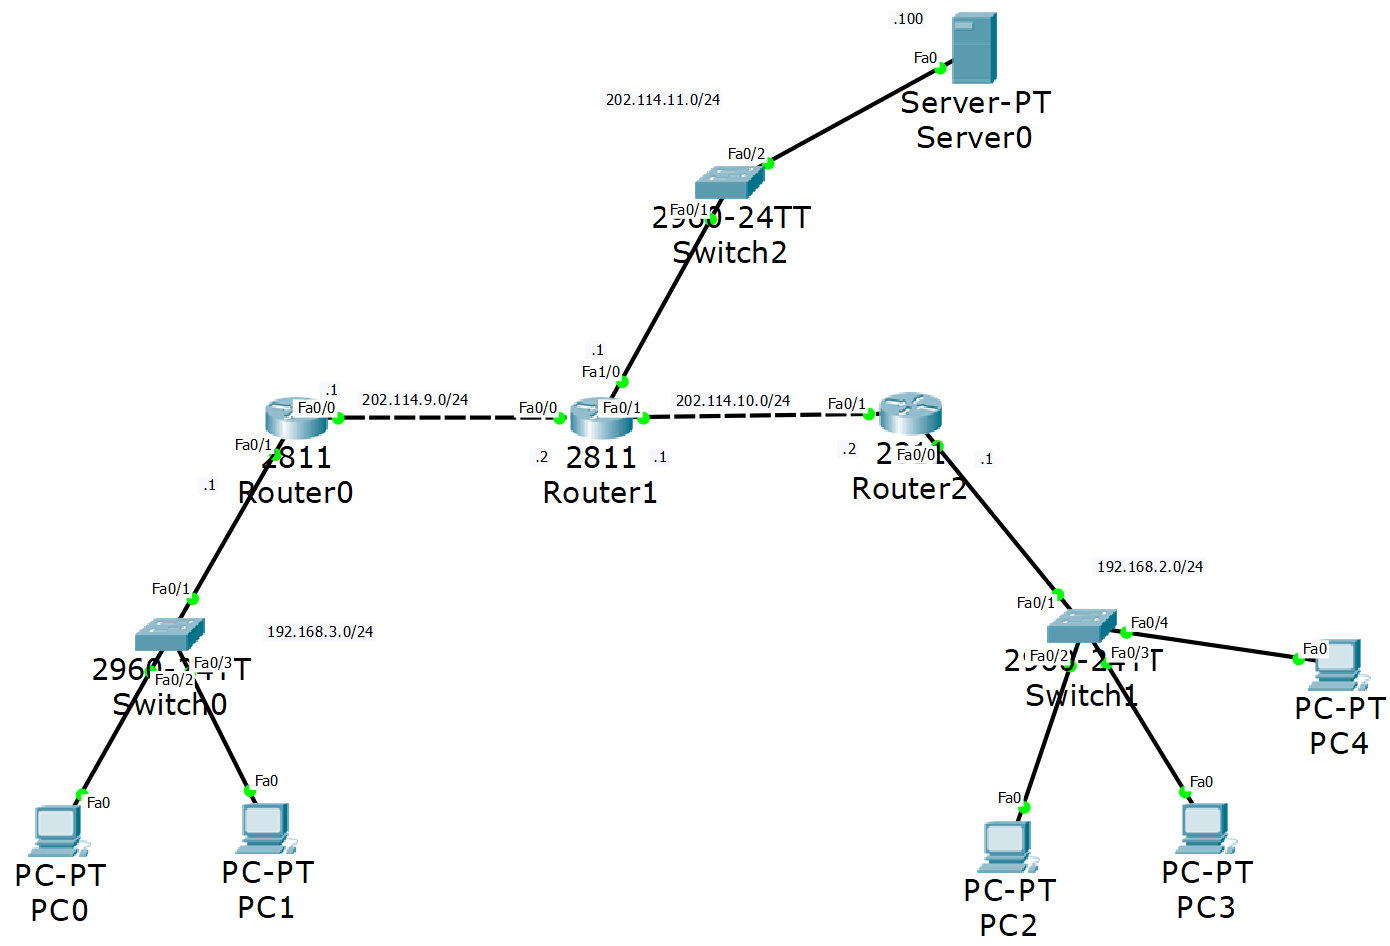 .100
Fa0
Server-PT
Server0
202.114.11.0/24
Fa0/2
Fa0/1
2960-24TT
Switch2
.1
Fa1/0
.1
Fa0/0
202.114.9.0/24
Fa0/0
Fa0/1
202.114.10.0/24
Fa0/1
Fa0/1
2811
Router0
.2
2811
Router1
.1
.2
Fa0/0
Router2
.1
.1
Fa0/1
192.168.3.0/24
Fa0/3
Fa0/2
Switch0
192.168.2.0/24
Fa0/1
Fa0/4
Fa0/2
Fa0/3
Switch1
Fa0
PC-PT
PC4
Fa0
PC-PT
PC0
Fa0
PC-PT
PC1
Fa0
PC-PT
PC2
Fa0
PC-PT
PC3